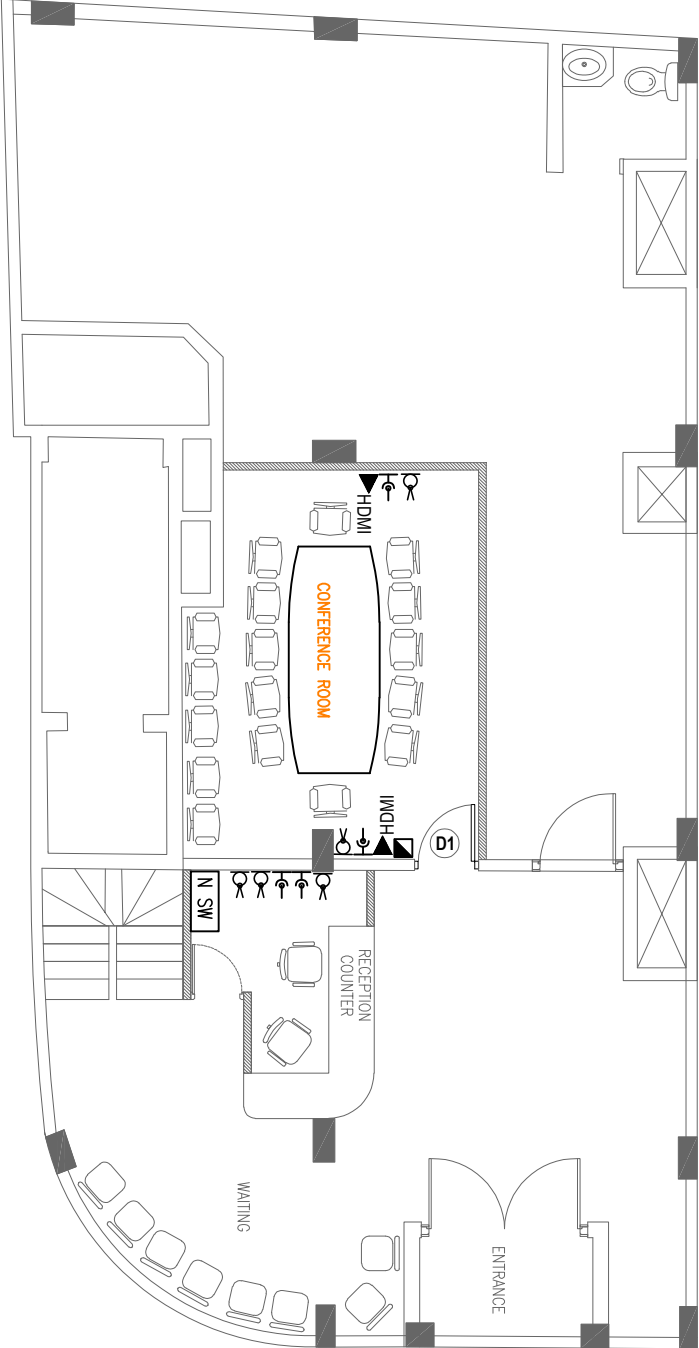 HDMI
CONFERENCE ROOM
HDMI
D1
N SW
RECEPTION
COUNTER
WAITING
ENTRANCE